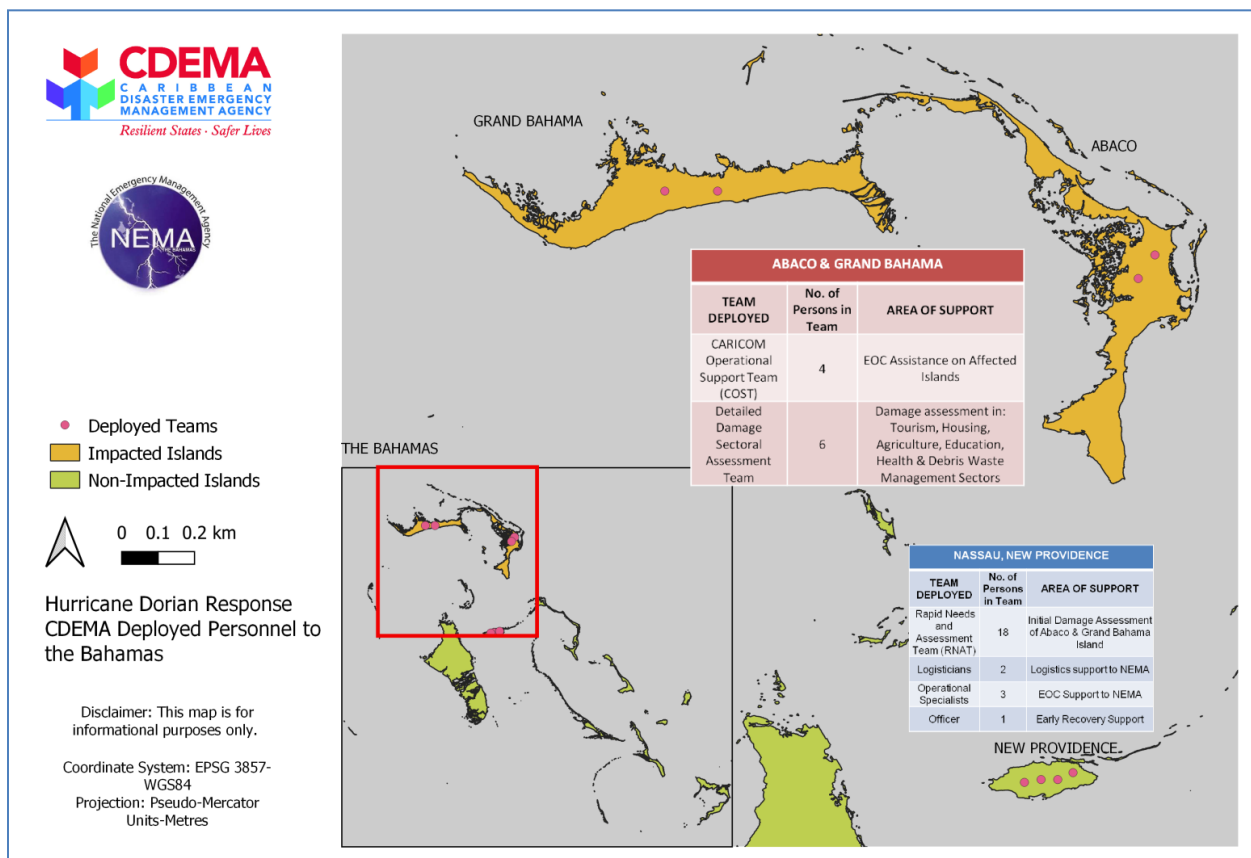 CDEMA
CARIBBEAN
DISASTER EMERGENCY
MANAGEMENT AGENCY
Resilient States · Safer Lives
The National Emergency Management Agency
NEMA
THE BAHAMAS
Deployed Teams
Impacted Islands
Non-Impacted Islands
0 0.1 0.2 km
Hurricane Dorian Response
CDEMA Deployed Personnel to
the Bahamas
Disclaimer: This map is for
informational purposes only.
Coordinate System: EPSG 3857-
WGS84
Projection: Pseudo-Mercator
Units-Metres
GRAND BAHAMA
ABACO
ABACO & GRAND BAHAMA
TEAM
DEPLOYED
No. of
Persons in
Team
AREA OF SUPPORT
CARICOM
Operational
Support Team
(COST)
4
EOC Assistance on Affected
Islands
Detailed
Damage
Sectoral
Assessment
Team
6
Damage assessment in:
Tourism, Housing,
Agriculture, Education,
Health & Debris Waste
Management Sectors
THE BAHAMAS
NASSAU, NEW PROVIDENCE
TEAM
DEPLOYED
No. of
Persons
in Team
AREA OF SUPPORT
Rapid Needs
and
Assessment
Team (RNAT)
18
Initial Damage Assessment
of Abaco & Grand Bahama
Island
Logisticians
2
Logistics support to NEMA
Operational
Specialists
3
EOC Support to NEMA
Officer
1
Early Recovery Support
NEW PROVIDENCE